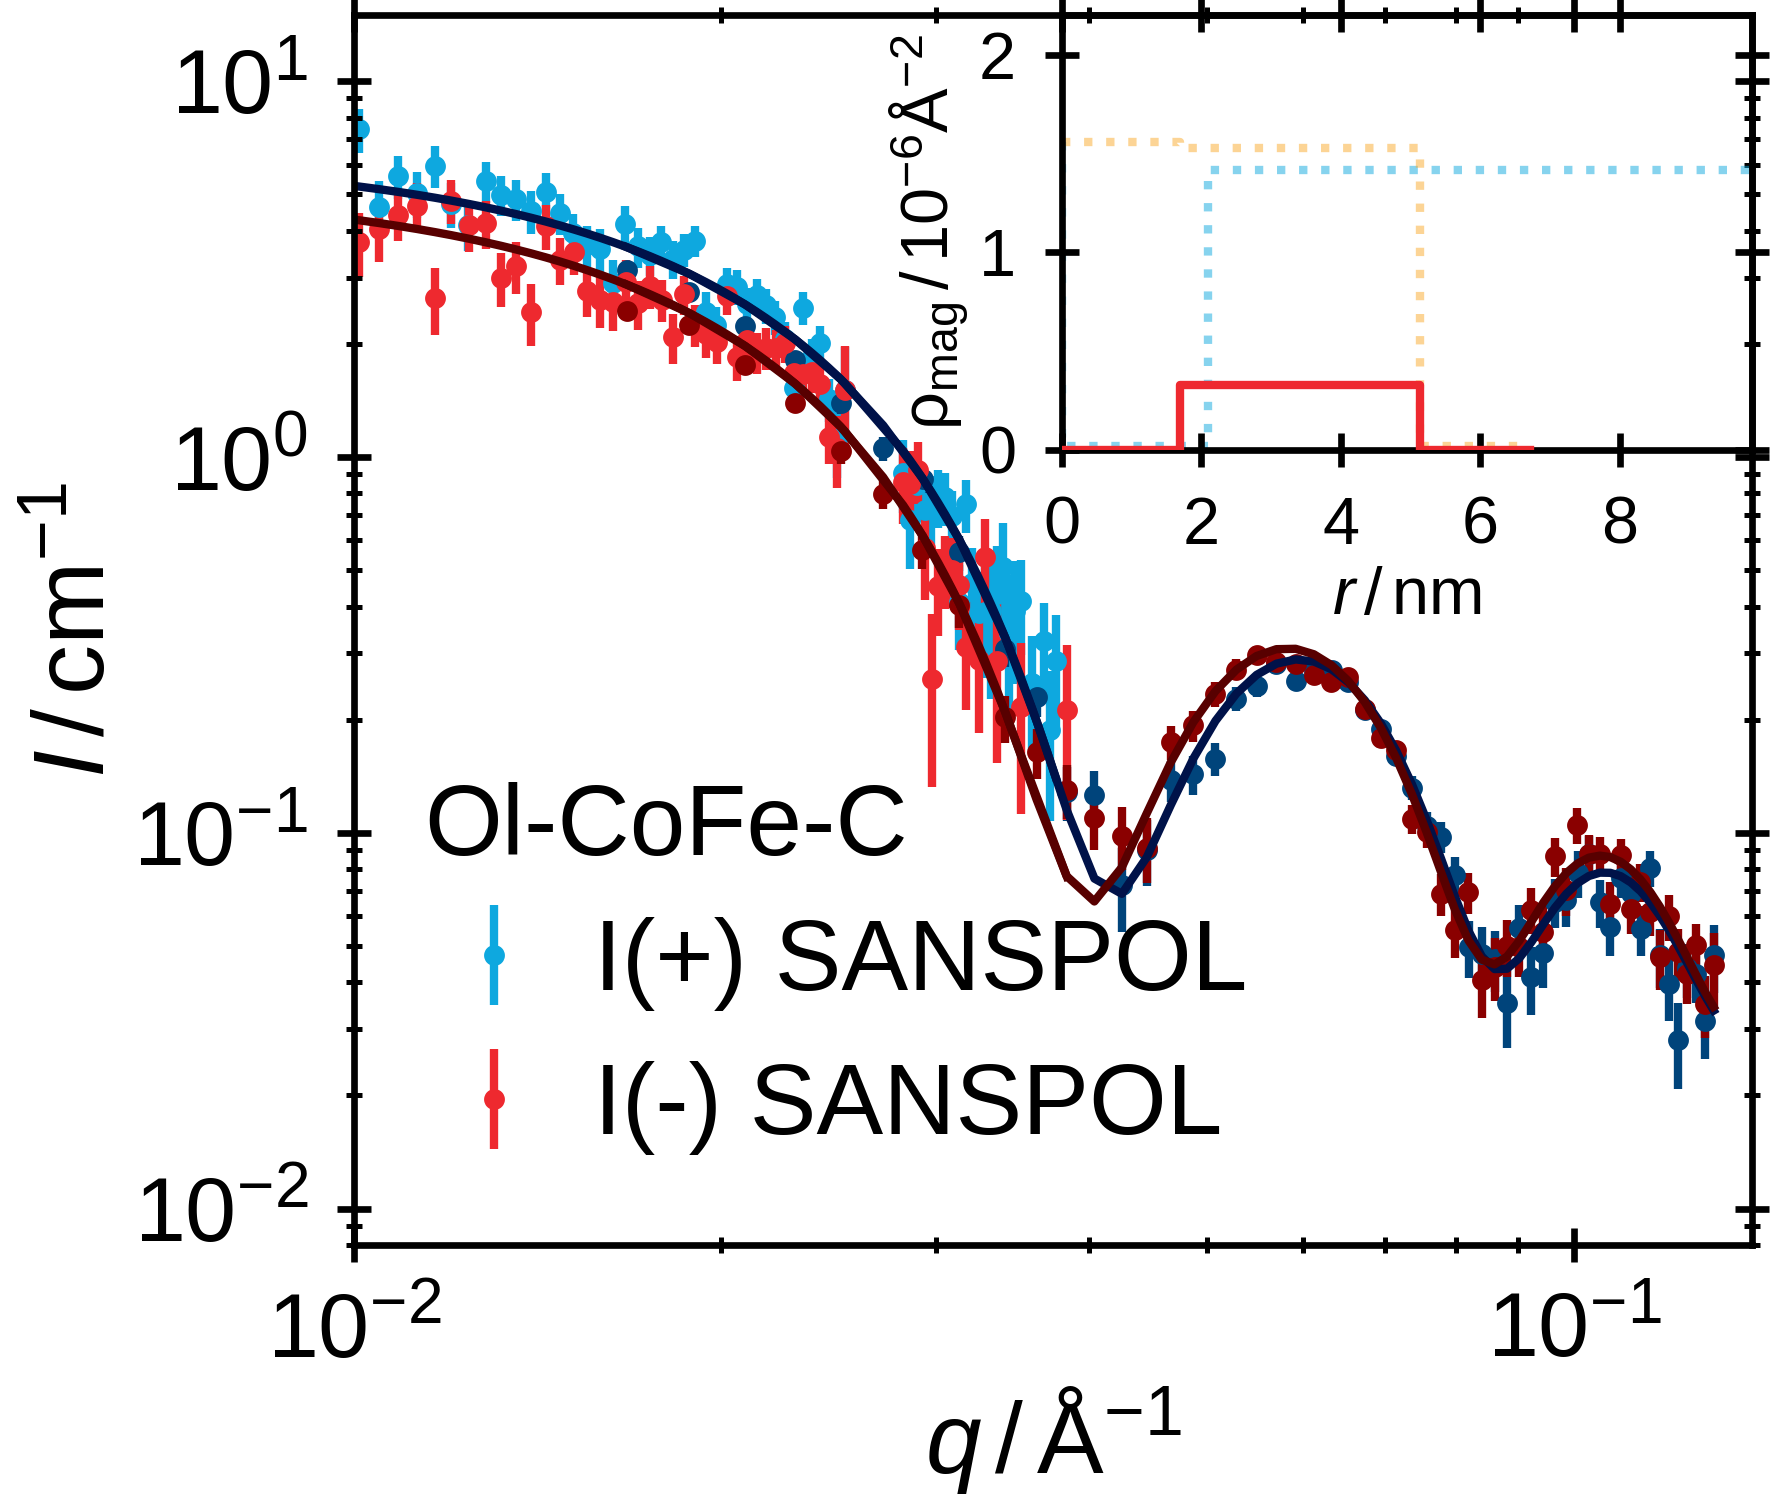 10¹
10⁰
10⁻¹
10⁻²
I / cm⁻¹
2
1
0
ρmag / 10⁻⁶Å⁻²
0 2 4 6 8
r / nm
Ol-CoFe-C
I(+) SANSPOL
I(-) SANSPOL
10⁻² 10⁻¹
q / Å⁻¹